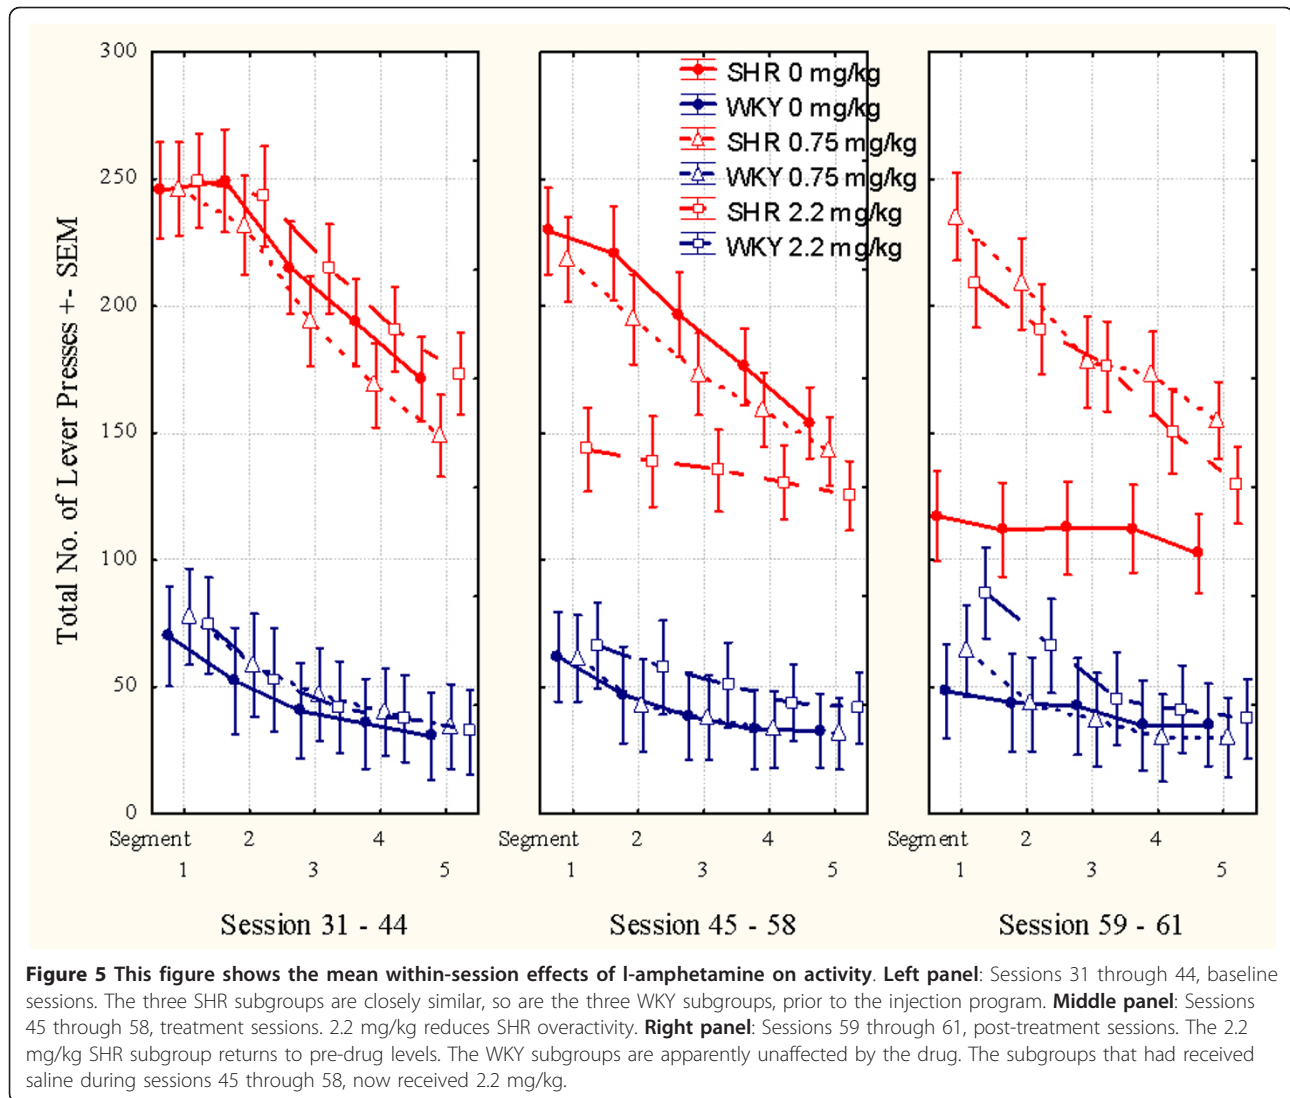 Total No. of Lever Presses +- SEM
300
250
200
150
100
50
0
SHR 0 mg/kg
WKY 0 mg/kg
SHR 0.75 mg/kg
WKY 0.75 mg/kg
SHR 2.2 mg/kg
WKY 2.2 mg/kg
Segment 2 4
1 3 5
Session 31 - 44
Segment 2 4
1 3 5
Session 45 - 58
Segment 2 4
1 3 5
Session 59 - 61
Figure 5 This figure shows the mean within-session effects of l-amphetamine on activity. Left panel: Sessions 31 through 44, baseline
sessions. The three SHR subgroups are closely similar, so are the three WKY subgroups, prior to the injection program. Middle panel: Sessions
45 through 58, treatment sessions. 2.2 mg/kg reduces SHR overactivity. Right panel: Sessions 59 through 61, post-treatment sessions. The 2.2
mg/kg SHR subgroup returns to pre-drug levels. The WKY subgroups are apparently unaffected by the drug. The subgroups that had received
saline during sessions 45 through 58, now received 2.2 mg/kg.